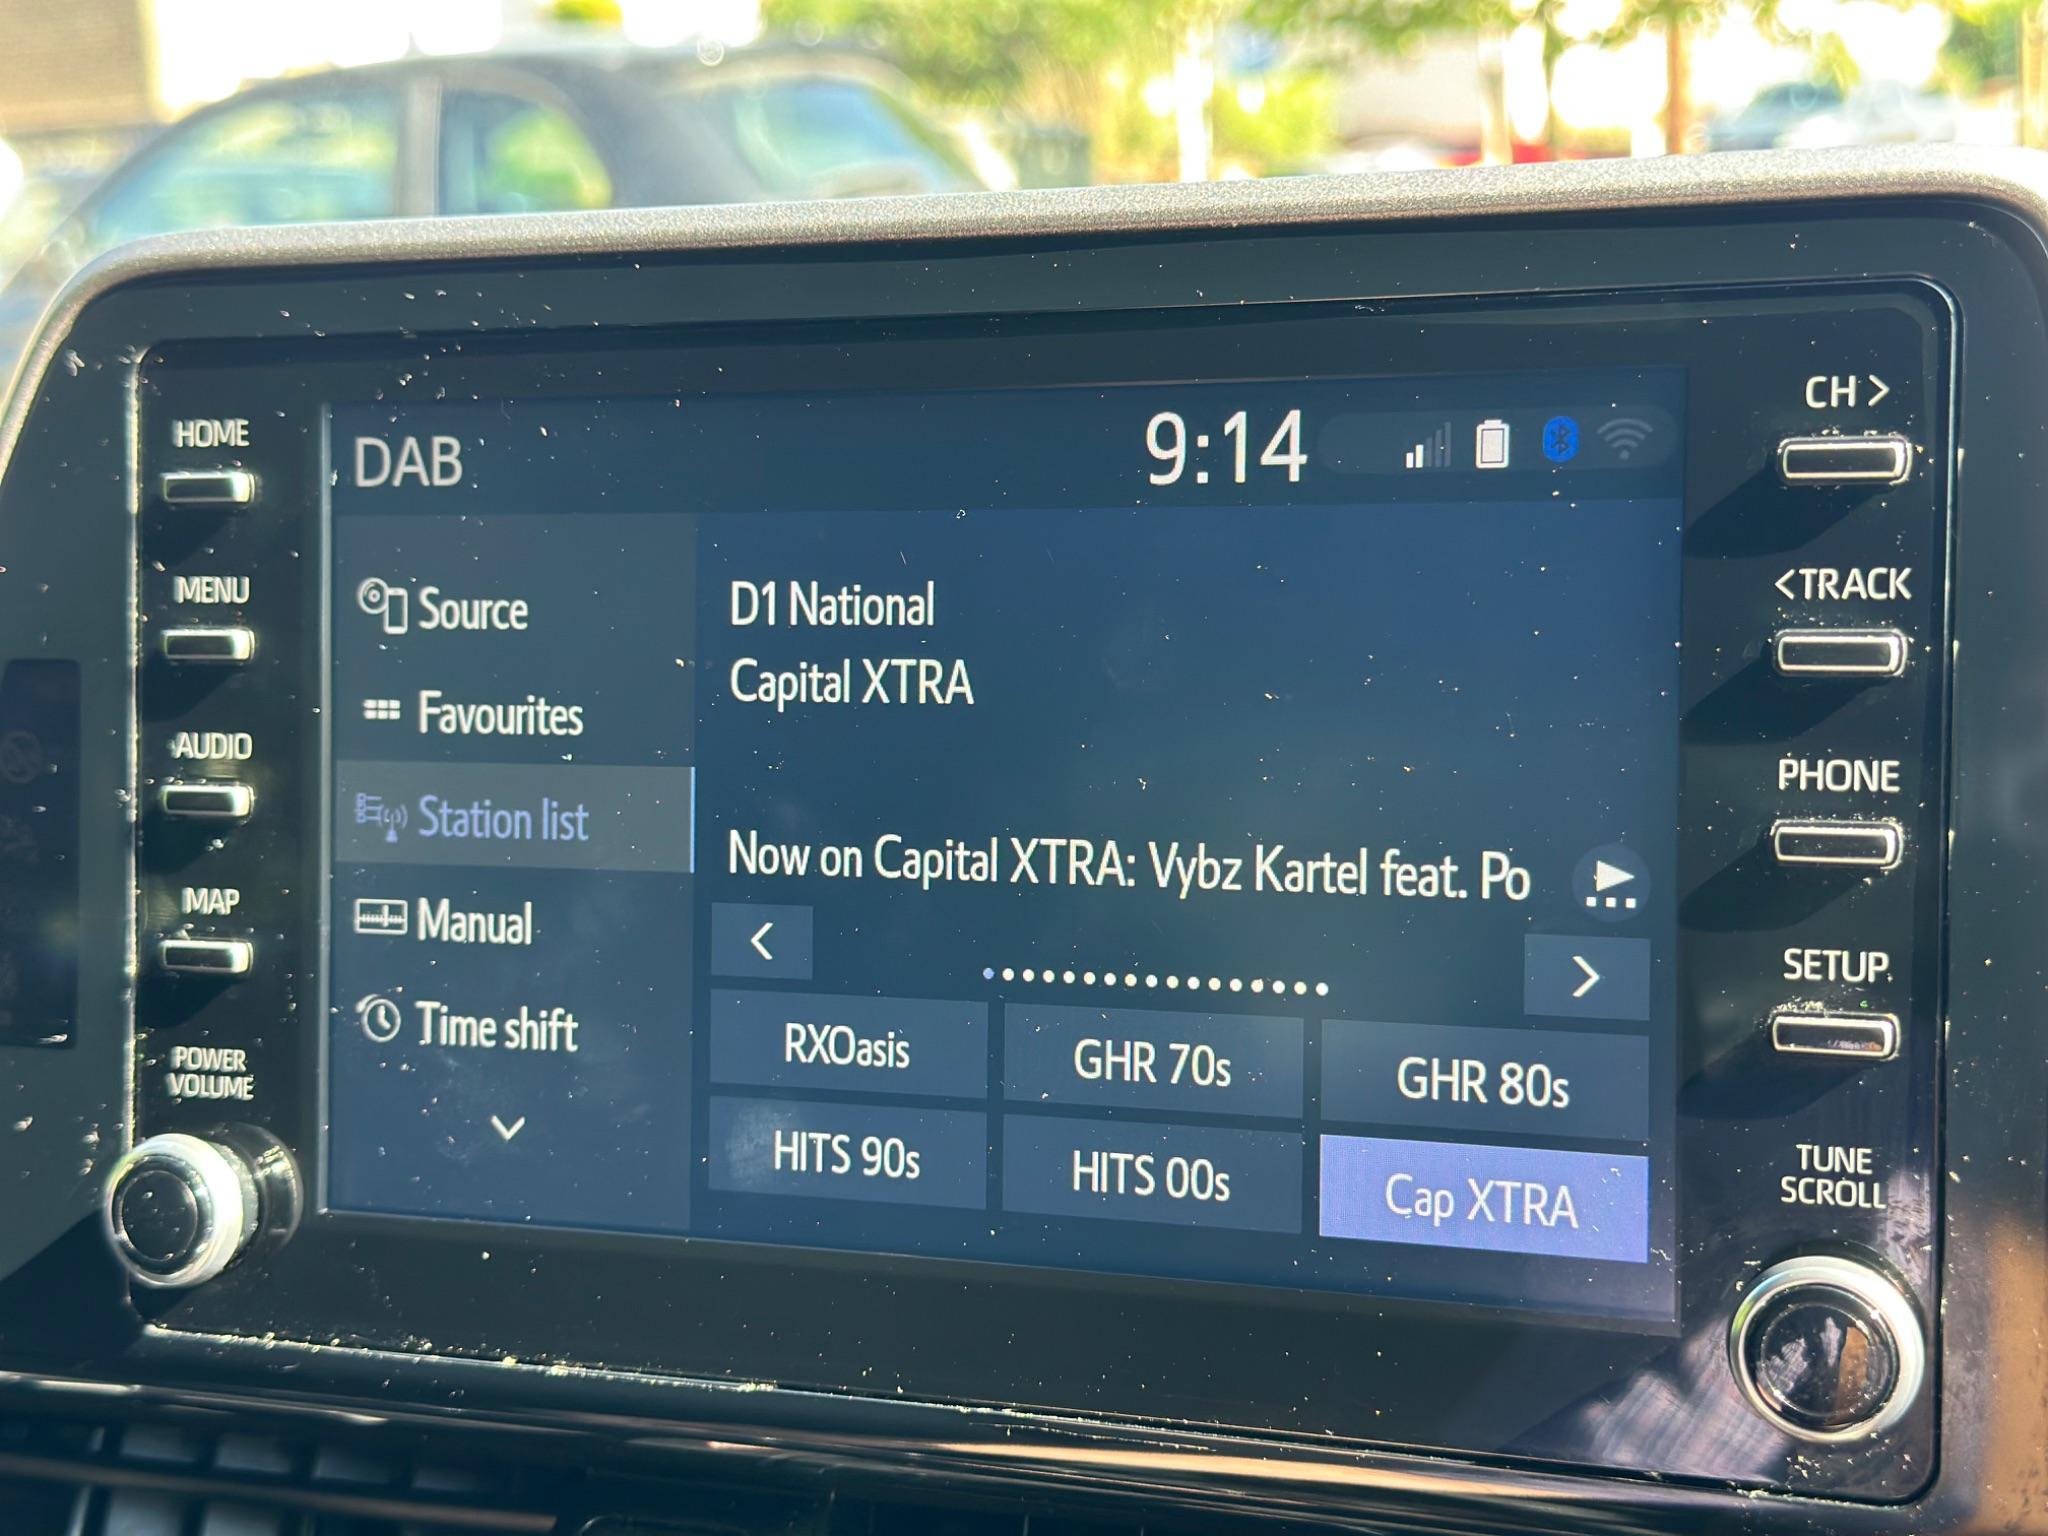 HOME
MENU
AUDIO
MAP
POWER
VOLUME
DAB
9:14
Source
Favourites
Station list
Manual
Time shift
D1 National
Capital XTRA
Now on Capital XTRA: Vybz Kartel feat. Po
RXOasis
GHR 70s
GHR 80s
HITS 90s
HITS 00s
Cap XTRA
CH >
< TRACK
PHONE
SETUP
TUNE
SCROLL